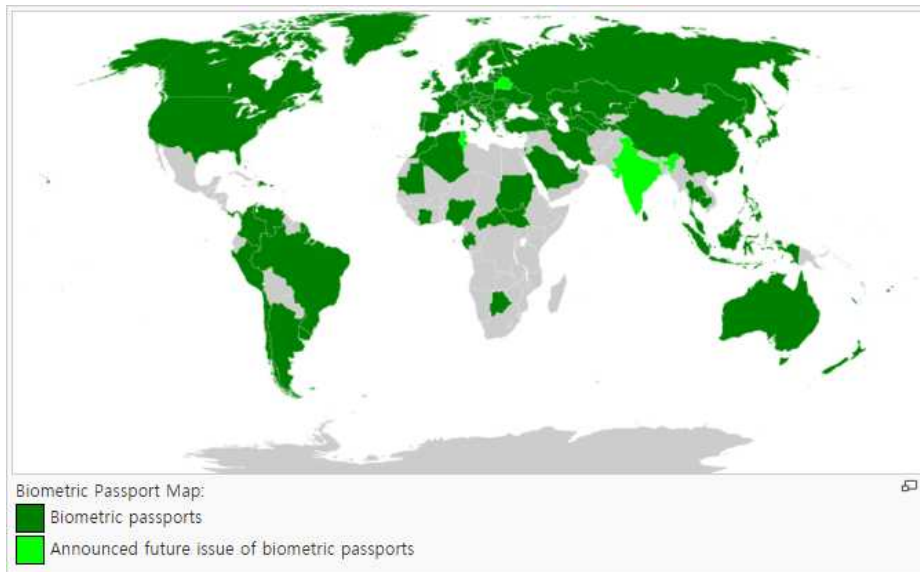 Biometric Passport Map:
Biometric passports
Announced future issue of biometric passports